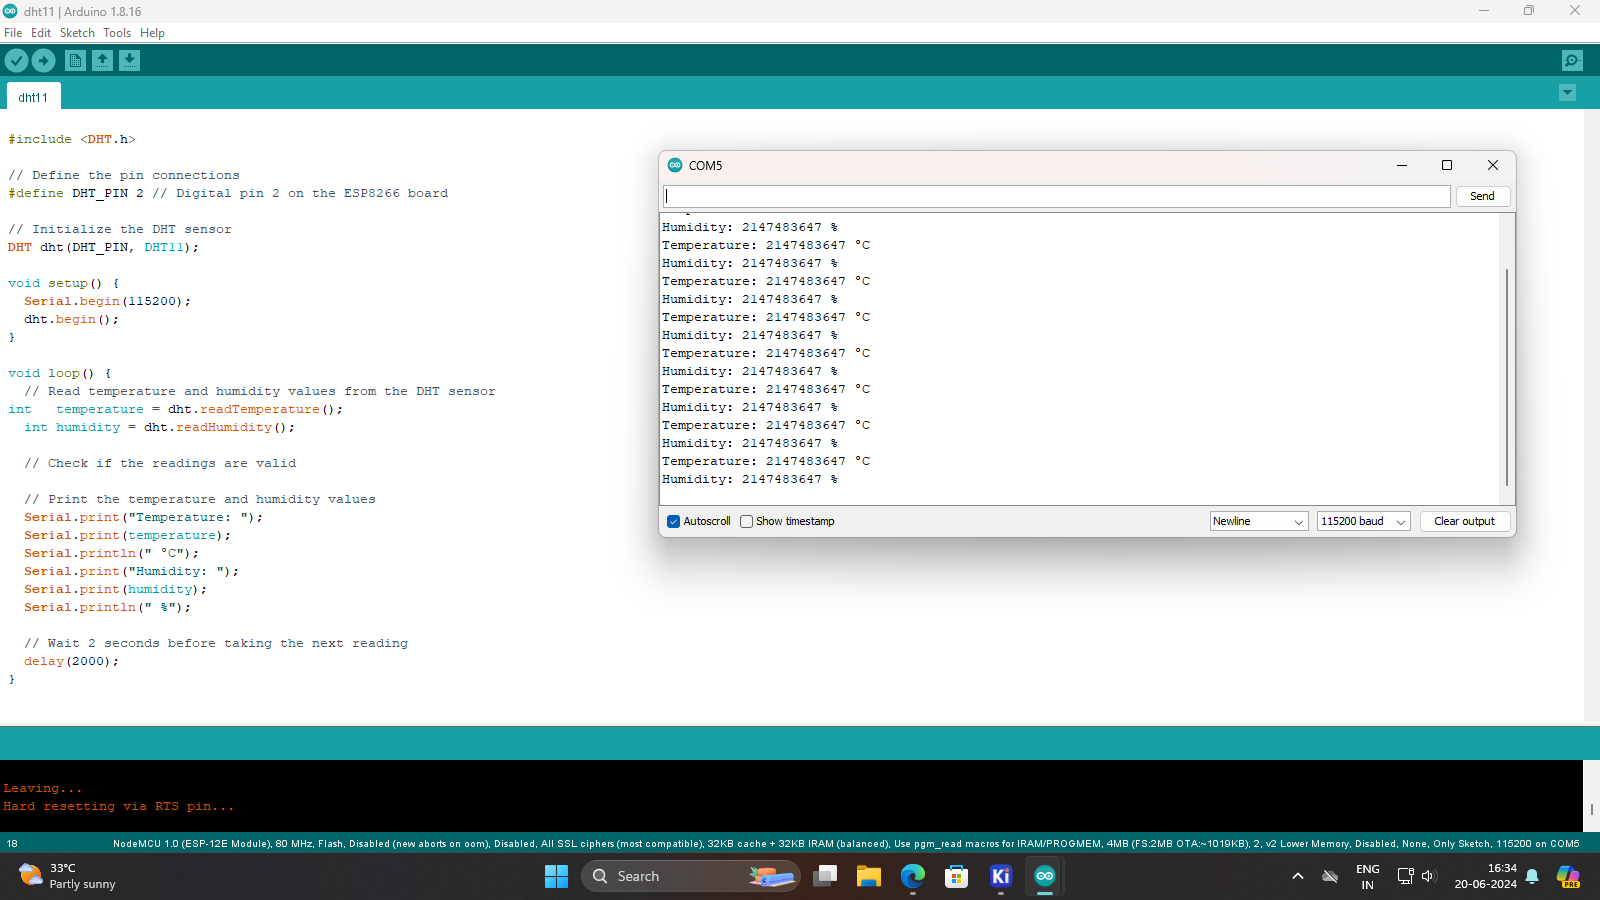 dht11 | Arduino 1.8.16
File Edit Sketch Tools Help
dht11
#include <DHT.h>
// Define the pin connections
#define DHT_PIN 2 // Digital pin 2 on the ESP8266 board
// Initialize the DHT sensor
DHT dht(DHT_PIN, DHT11);
void setup() {
Serial.begin(115200);
dht.begin();
}
void loop() {
// Read temperature and humidity values from the DHT sensor
int temperature = dht.readTemperature();
int humidity = dht.readHumidity();
// Check if the readings are valid
// Print the temperature and humidity values
Serial.print("Temperature: ");
Serial.print(temperature);
Serial.println(" °C");
Serial.print("Humidity: ");
Serial.print(humidity);
Serial.println(" %");
// Wait 2 seconds before taking the next reading
delay(2000);
}
COM5
Send
Humidity: 2147483647 %
Temperature: 2147483647 °C
Humidity: 2147483647 %
Temperature: 2147483647 °C
Humidity: 2147483647 %
Temperature: 2147483647 °C
Humidity: 2147483647 %
Temperature: 2147483647 °C
Humidity: 2147483647 %
Temperature: 2147483647 °C
Humidity: 2147483647 %
Temperature: 2147483647 °C
Humidity: 2147483647 %
Temperature: 2147483647 °C
Humidity: 2147483647 %
Autoscroll Show timestamp Newline 115200 baud Clear output
Leaving...
Hard resetting via RTS pin...
18 NodeMCU 1.0 (ESP-12E Module), 80 MHz, Flash, Disabled (new aborts on oom), Disabled, All SSL ciphers (most compatible), 32KB cache + 32KB IRAM (balanced), Use pgm_read macros for IRAM/PROGMEM, 4MB (FS:2MB OTA:~1019KB), 2, v2 Lower Memory, Disabled, None, Only Sketch, 115200 on COM5
33°C
Partly sunny
Search
Ki
ENG
IN
16:34
20-06-2024
PRE